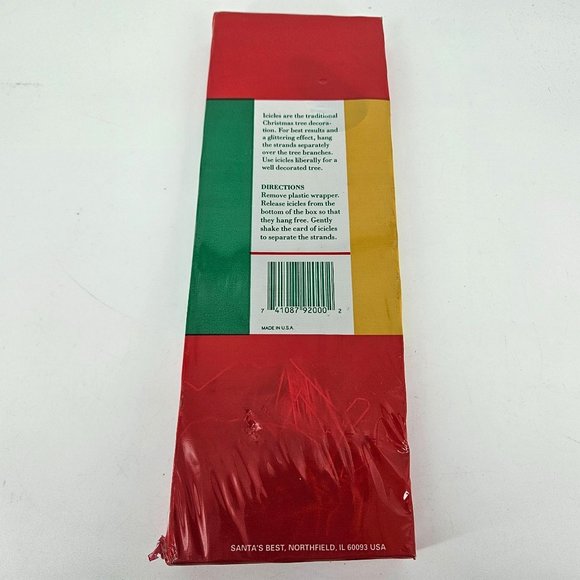 Icicles are the traditional
Christmas tree decora-
tion. For best results and
a glittering effect, hang
the strands separately
over the tree branches.
Use icicles liberally for a
well decorated tree.
DIRECTIONS
Remove plastic wrapper.
Release icicles from the
bottom of the box so that
they hang free. Gently
shake the card of icicles
to separate the strands.
7 41087 92000 2
MADE IN U.S.A.
SANTA'S BEST, NORTHFIELD, IL 60093 USA